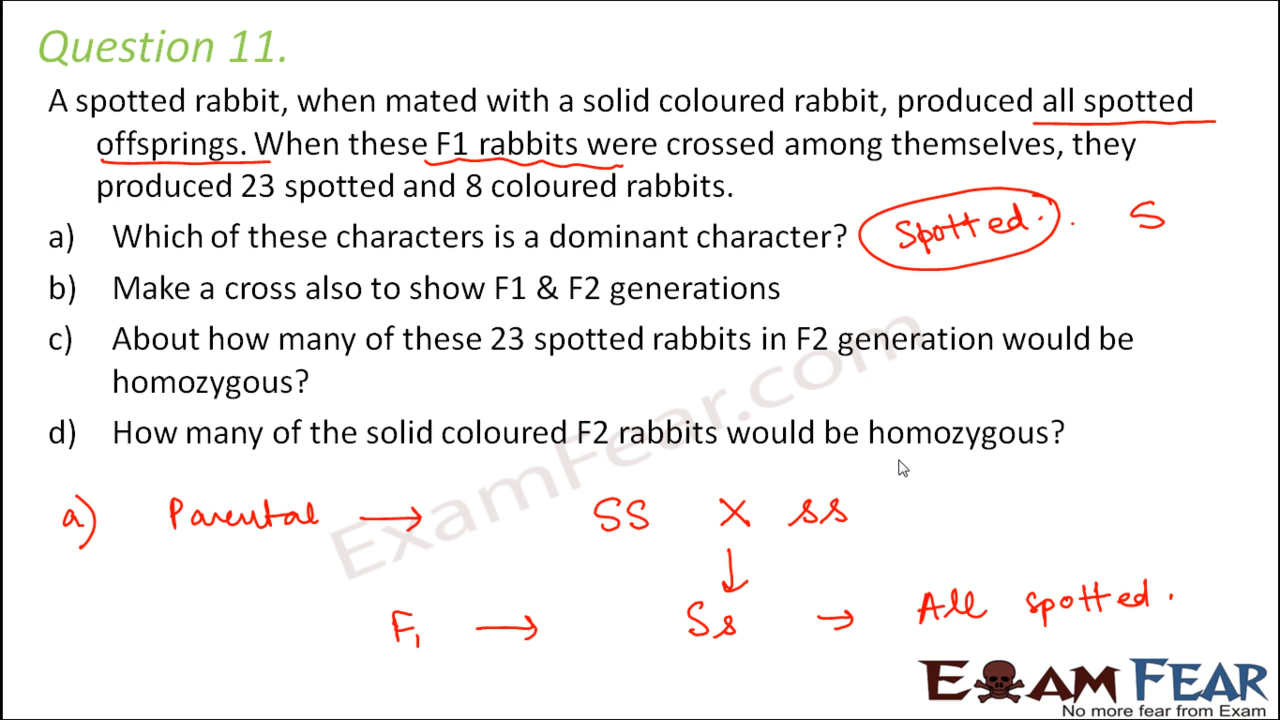 Question 11.
A spotted rabbit, when mated with a solid coloured rabbit, produced all spotted
offsprings. When these F1 rabbits were crossed among themselves, they
produced 23 spotted and 8 coloured rabbits.
a) Which of these characters is a dominant character? Spotted. S
b) Make a cross also to show F1 & F2 generations
c) About how many of these 23 spotted rabbits in F2 generation would be
homozygous?
d) How many of the solid coloured F2 rabbits would be homozygous?
a) Parental → SS X ss
↓
F1 → Ss → All spotted.
ExamFear.com
EXAM FEAR
No more fear from Exam